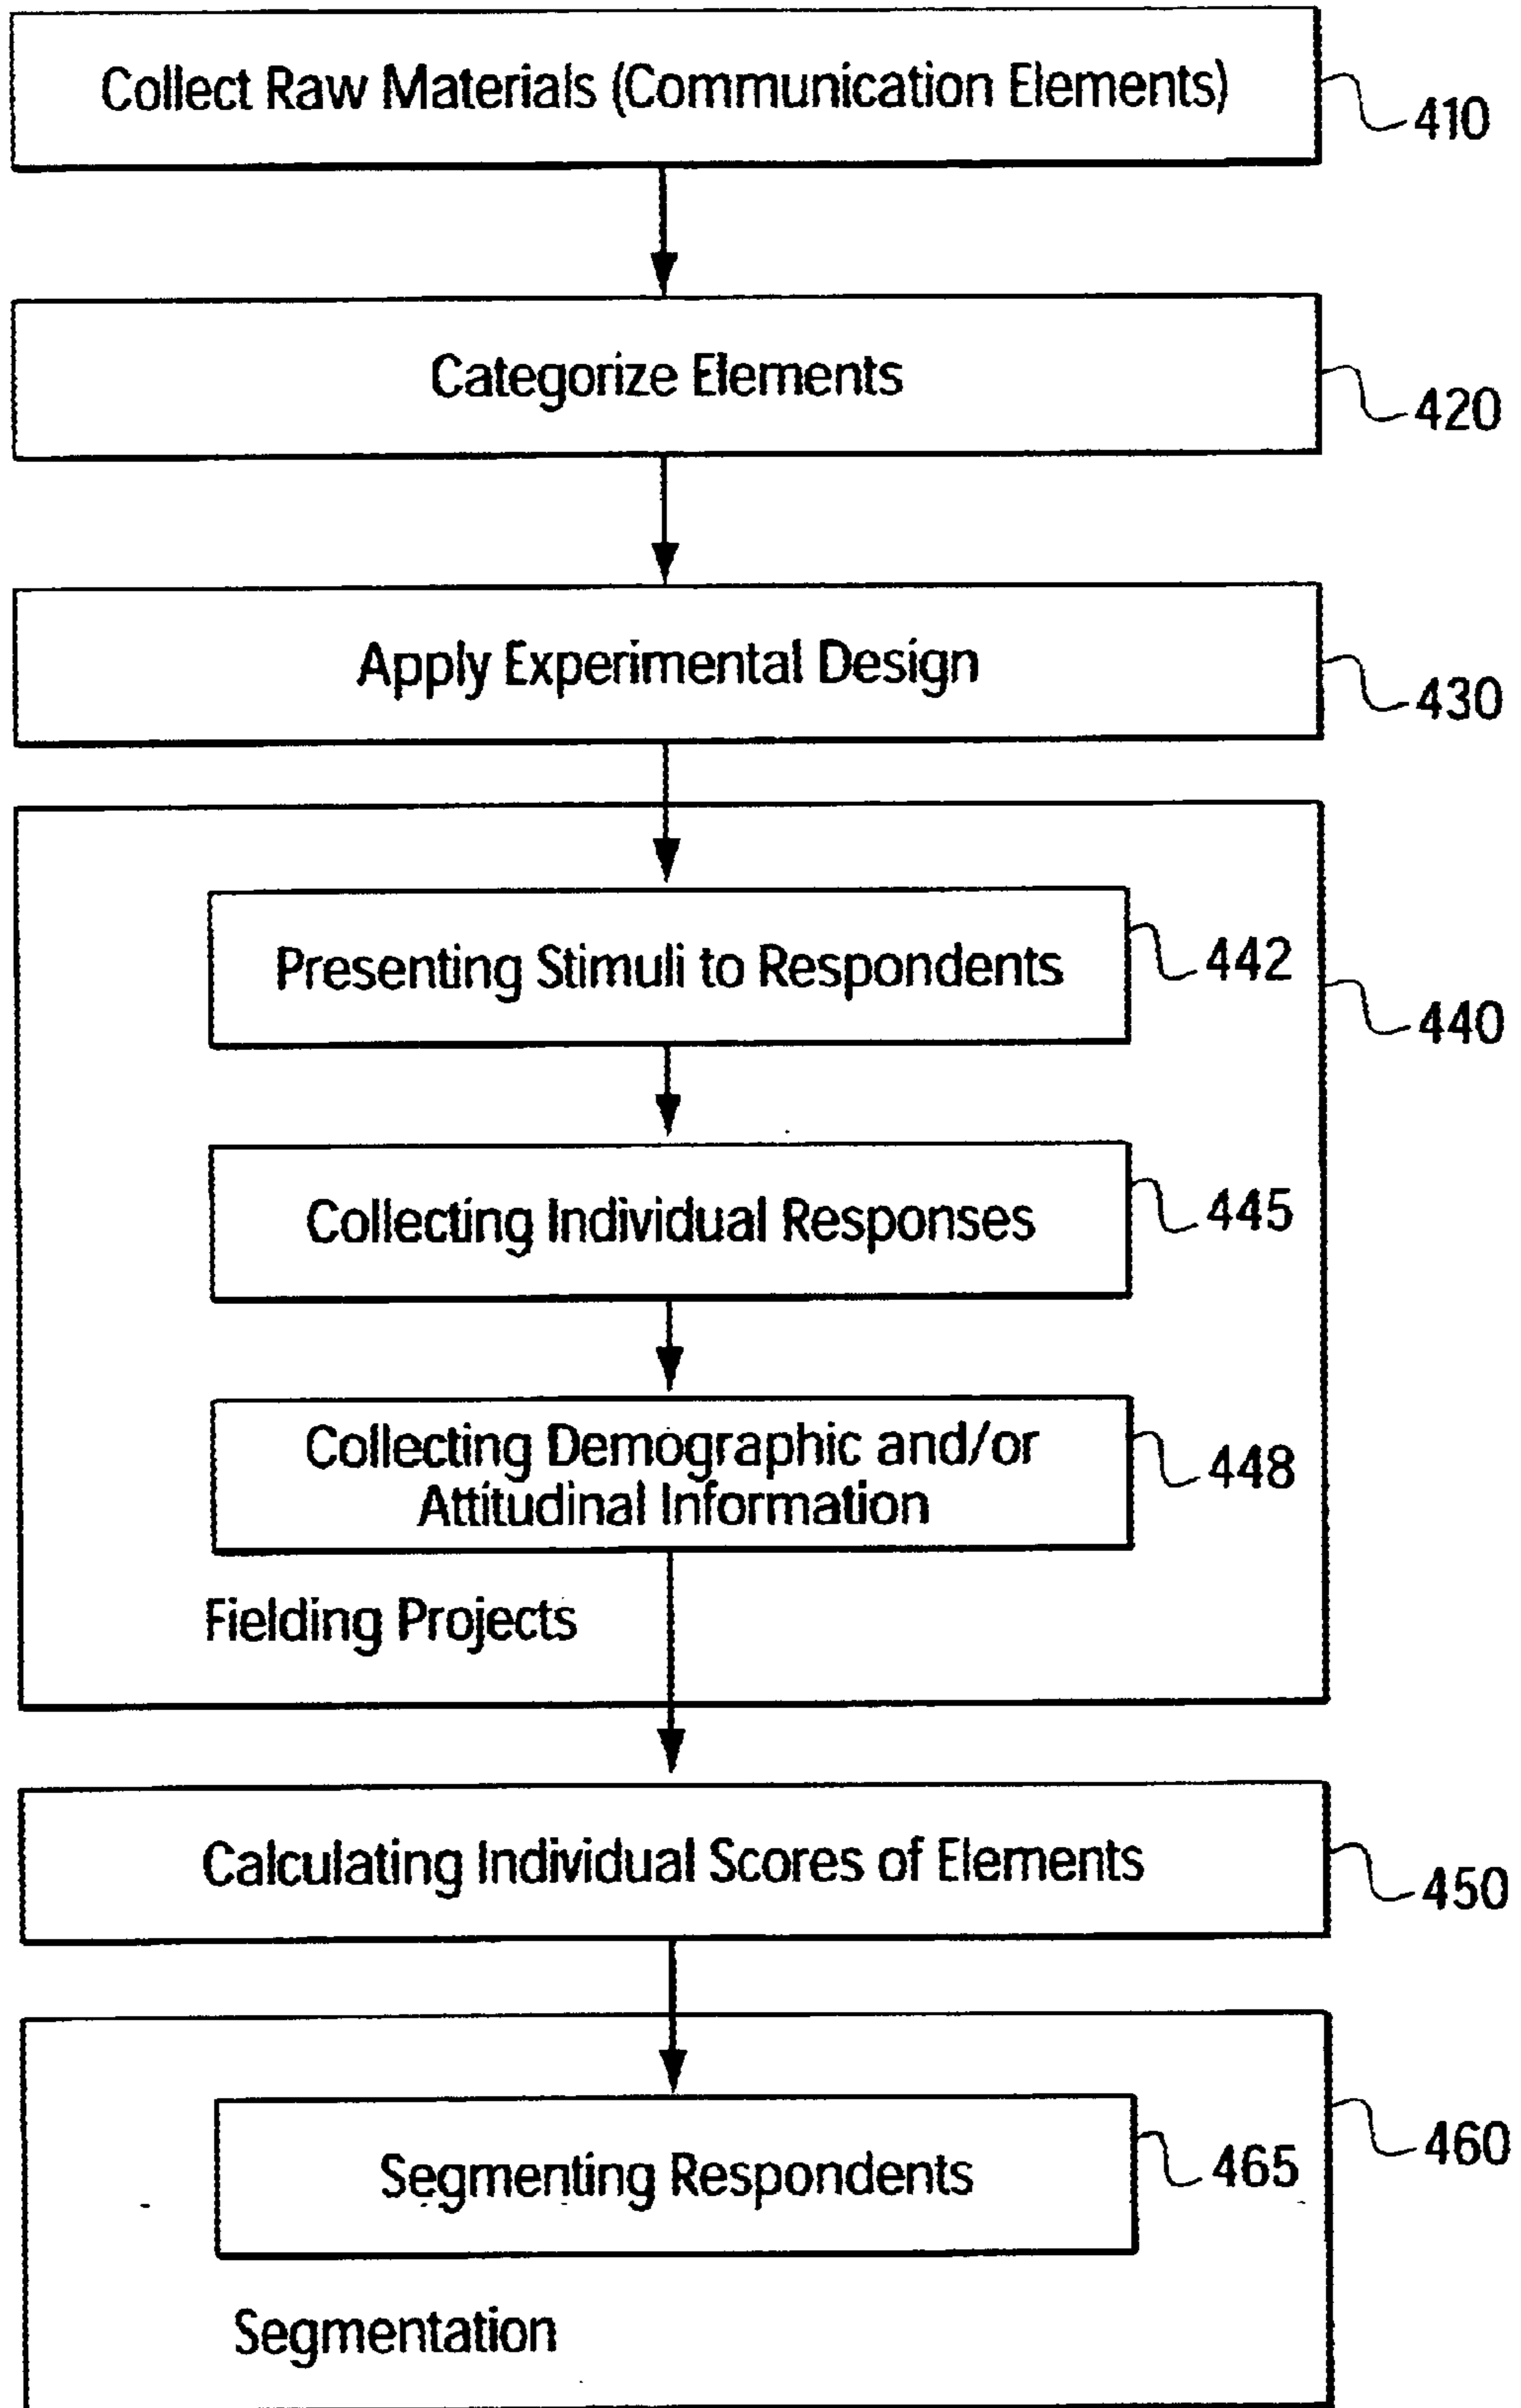 Collect Raw Materials (Communication Elements)
410
Categorize Elements
420
Apply Experimental Design
430
Presenting Stimuli to Respondents
442
440
Collecting Individual Responses
445
Collecting Demographic and/or
Attitudinal Information
448
Fielding Projects
Calculating Individual Scores of Elements
450
Segmenting Respondents
465
460
Segmentation